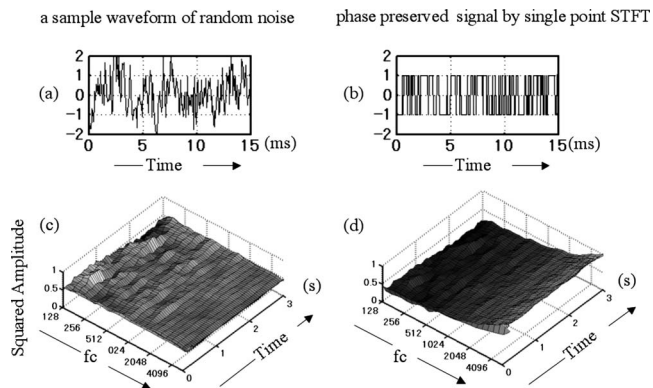 a sample waveform of random noise
phase preserved signal by single point STFT
(a)
2
1
0
−1
−2
0 5 10 15 (ms)
Time
(b)
2
1
0
−1
−2
0 5 10 15 (ms)
Time
(c)
Squared Amplitude
1
0.5
0
128 256 512 024 2048 4096
fc
0 1 2 3
(s)
Time
(d)
1
0.5
0
128 256 512 1024 2048 4096
fc
0 1 2 3
(s)
Time